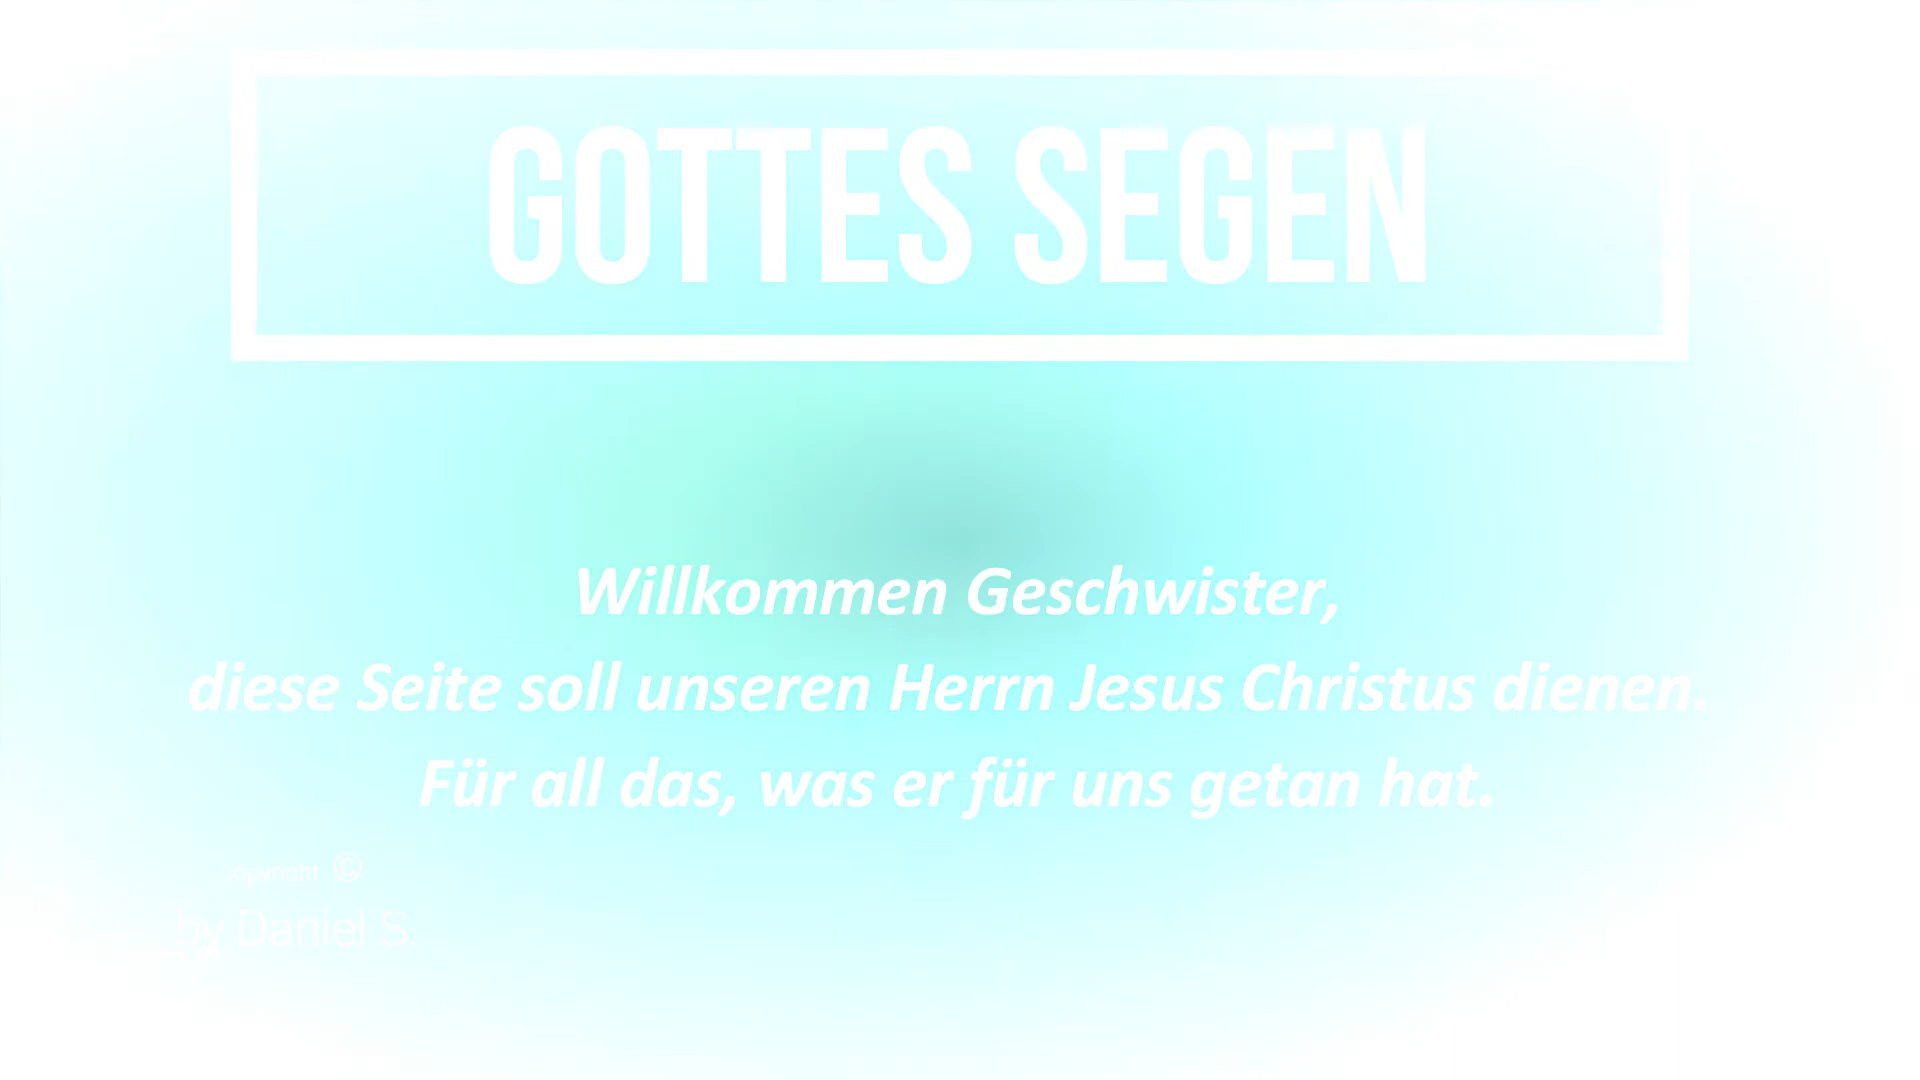 GOTTES SEGEN
Willkommen Geschwister,
diese Seite soll unseren Herrn Jesus Christus dienen.
Für all das, was er für uns getan hat.
opyricht ©
by Daniel S.